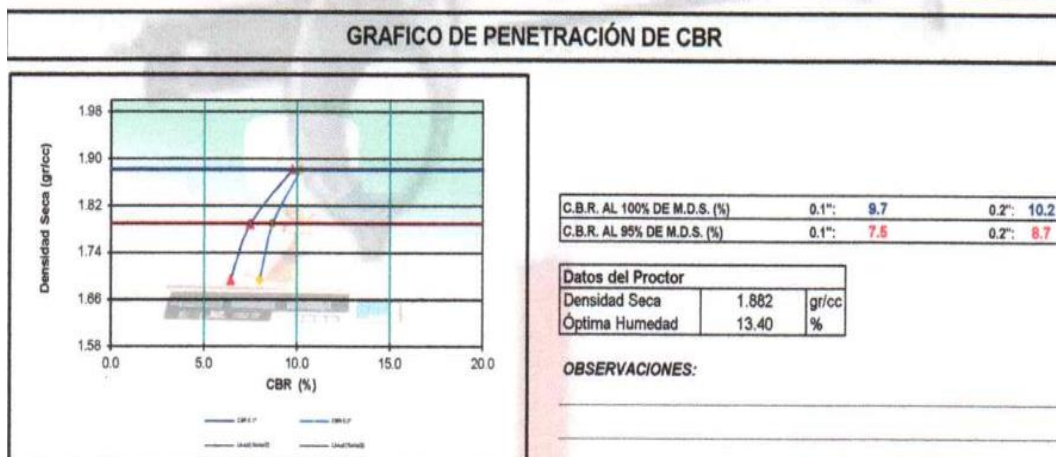 GRAFICO DE PENETRACIÓN DE CBR
Densidad Seca (gr/cc)
1.98
1.90
1.82
1.74
1.66
1.58
0.0 5.0 10.0 15.0 20.0
CBR (%)
C.B.R. AL 100% DE M.D.S. (%) 0.1": 9.7 0.2": 10.2
C.B.R. AL 95% DE M.D.S. (%) 0.1": 7.5 0.2": 8.7
Datos del Proctor
Densidad Seca 1.882 gr/cc
Óptima Humedad 13.40 %
OBSERVACIONES: